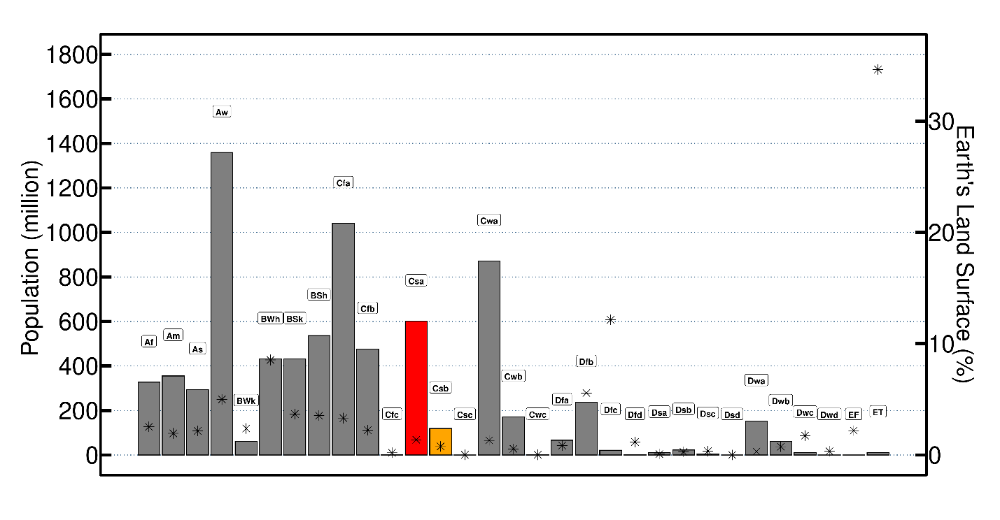 Population (million)
1800
1600
1400
1200
1000
800
600
400
200
0
Af
Am
As
Aw
BWk
BWh
BSk
BSh
Cfa
Cfb
Cfc
Csa
Csb
Csc
Cwa
Cwb
Cwc
Dfa
Dfb
Dfc
Dfd
Dsa
Dsb
Dsc
Dsd
Dwa
Dwb
Dwc
Dwd
EF
ET
30
20
10
0
Earth's Land Surface (%)